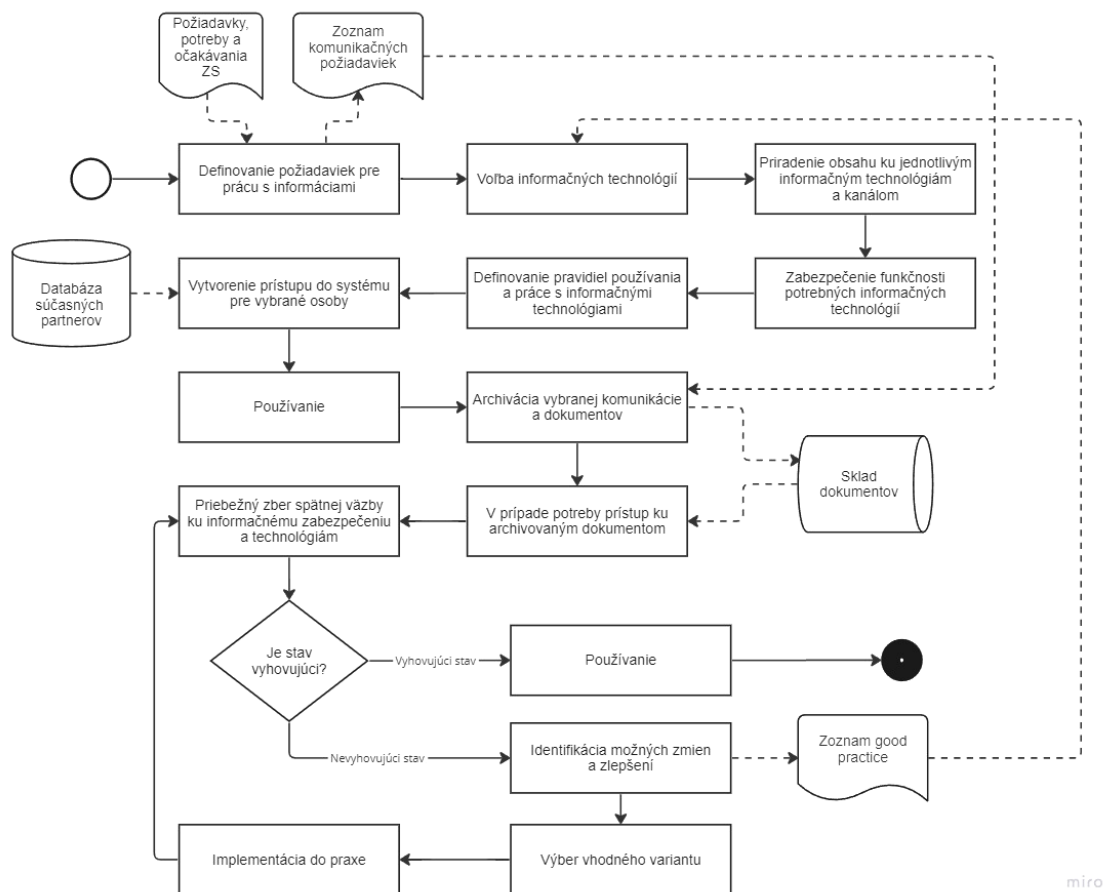 Požiadavky,
potreby a
očakávania
ZS
Zoznam
komunikačných
požiadaviek
Definovanie požiadaviek pre
prácu s informáciami
Voľba informačných technológií
Priradenie obsahu ku jednotlivým
informačným technológiám
a kanálom
Databáza
súčasných
partnerov
Vytvorenie prístupu do systému
pre vybrané osoby
Definovanie pravidiel používania
a práce s informačnými
technológiami
Zabezpečenie funkčnosti
potrebných informačných
technológií
Používanie
Archivácia vybranej komunikácie
a dokumentov
Sklad
dokumentov
Priebežný zber spätnej väzby
ku informačnému zabezpečeniu
a technológiám
V prípade potreby prístup ku
archivovaným dokumentom
Je stav
vyhovujúci?
Vyhovujúci stav
Používanie
Nevyhovujúci stav
Identifikácia možných zmien
a zlepšení
Zoznam good
practice
Implementácia do praxe
Výber vhodného variantu
miro